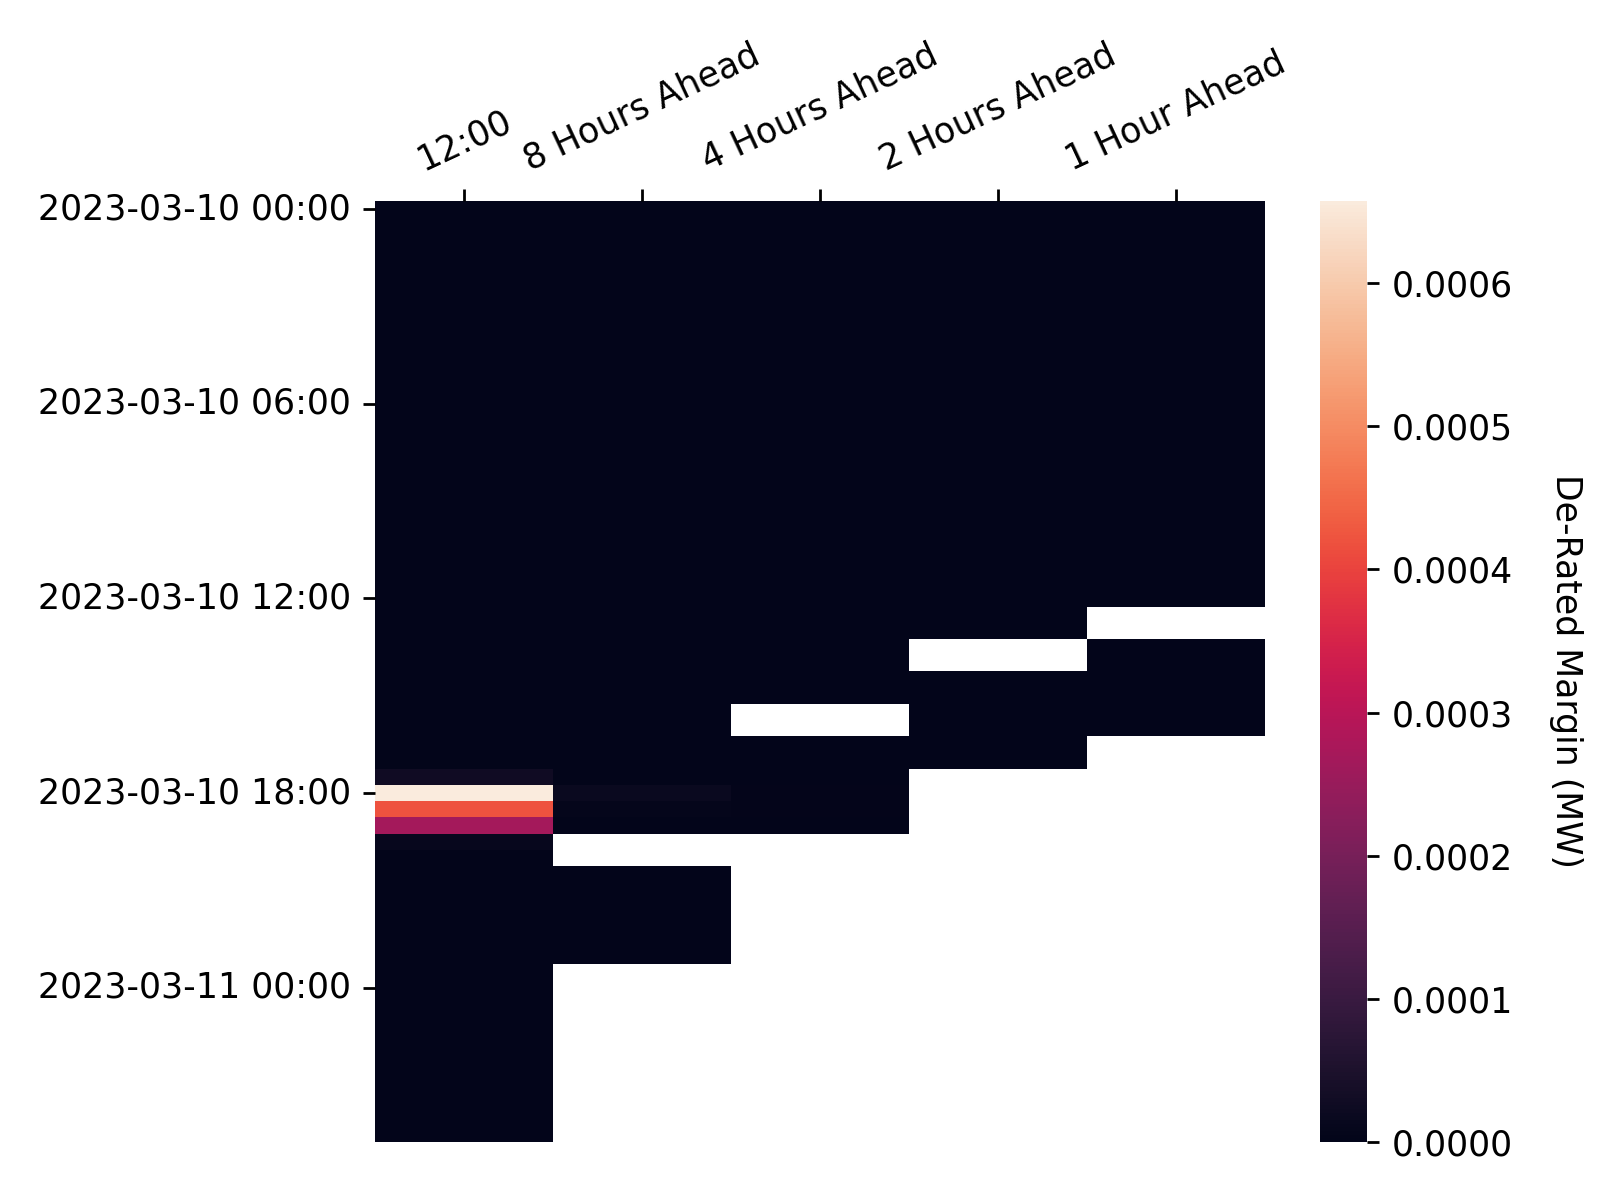 12:00
8 Hours Ahead
4 Hours Ahead
2 Hours Ahead
1 Hour Ahead
2023-03-10 00:00
2023-03-10 06:00
2023-03-10 12:00
2023-03-10 18:00
2023-03-11 00:00
0.0006
0.0005
0.0004
0.0003
0.0002
0.0001
0.0000
De-Rated Margin (MW)